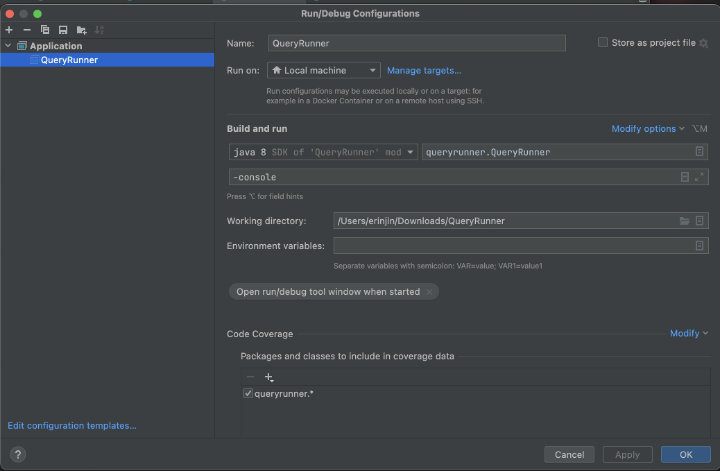 Run/Debug Configurations
Application
QueryRunner
Name: QueryRunner
Store as project file
Run on: Local machine Manage targets...
Run configurations may be executed locally or on a target: for
example in a Docker Container or on a remote host using SSH.
Build and run
Modify options ⌥M
java 8 SDK of 'QueryRunner' mod queryrunner.QueryRunner
-console
Press ⌥ for field hints
Working directory: /Users/erinjin/Downloads/QueryRunner
Environment variables:
Separate variables with semicolon: VAR=value; VAR1=value1
Open run/debug tool window when started
Code Coverage
Modify
Packages and classes to include in coverage data
queryrunner.*
Edit configuration templates...
?
Cancel
Apply
OK